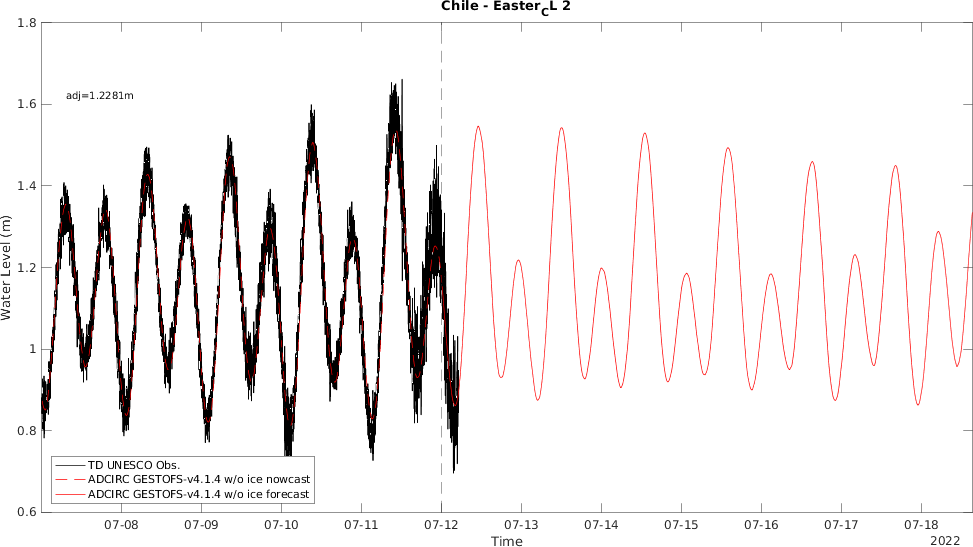 Chile - Easter_CL 2
1.8
1.6
1.4
1.2
1
0.8
0.6
Water Level (m)
adj=1.2281m
TD UNESCO Obs.
ADCIRC GESTOFS-v4.1.4 w/o ice nowcast
ADCIRC GESTOFS-v4.1.4 w/o ice forecast
07-08 07-09 07-10 07-11 07-12 07-13 07-14 07-15 07-16 07-17 07-18
Time
2022